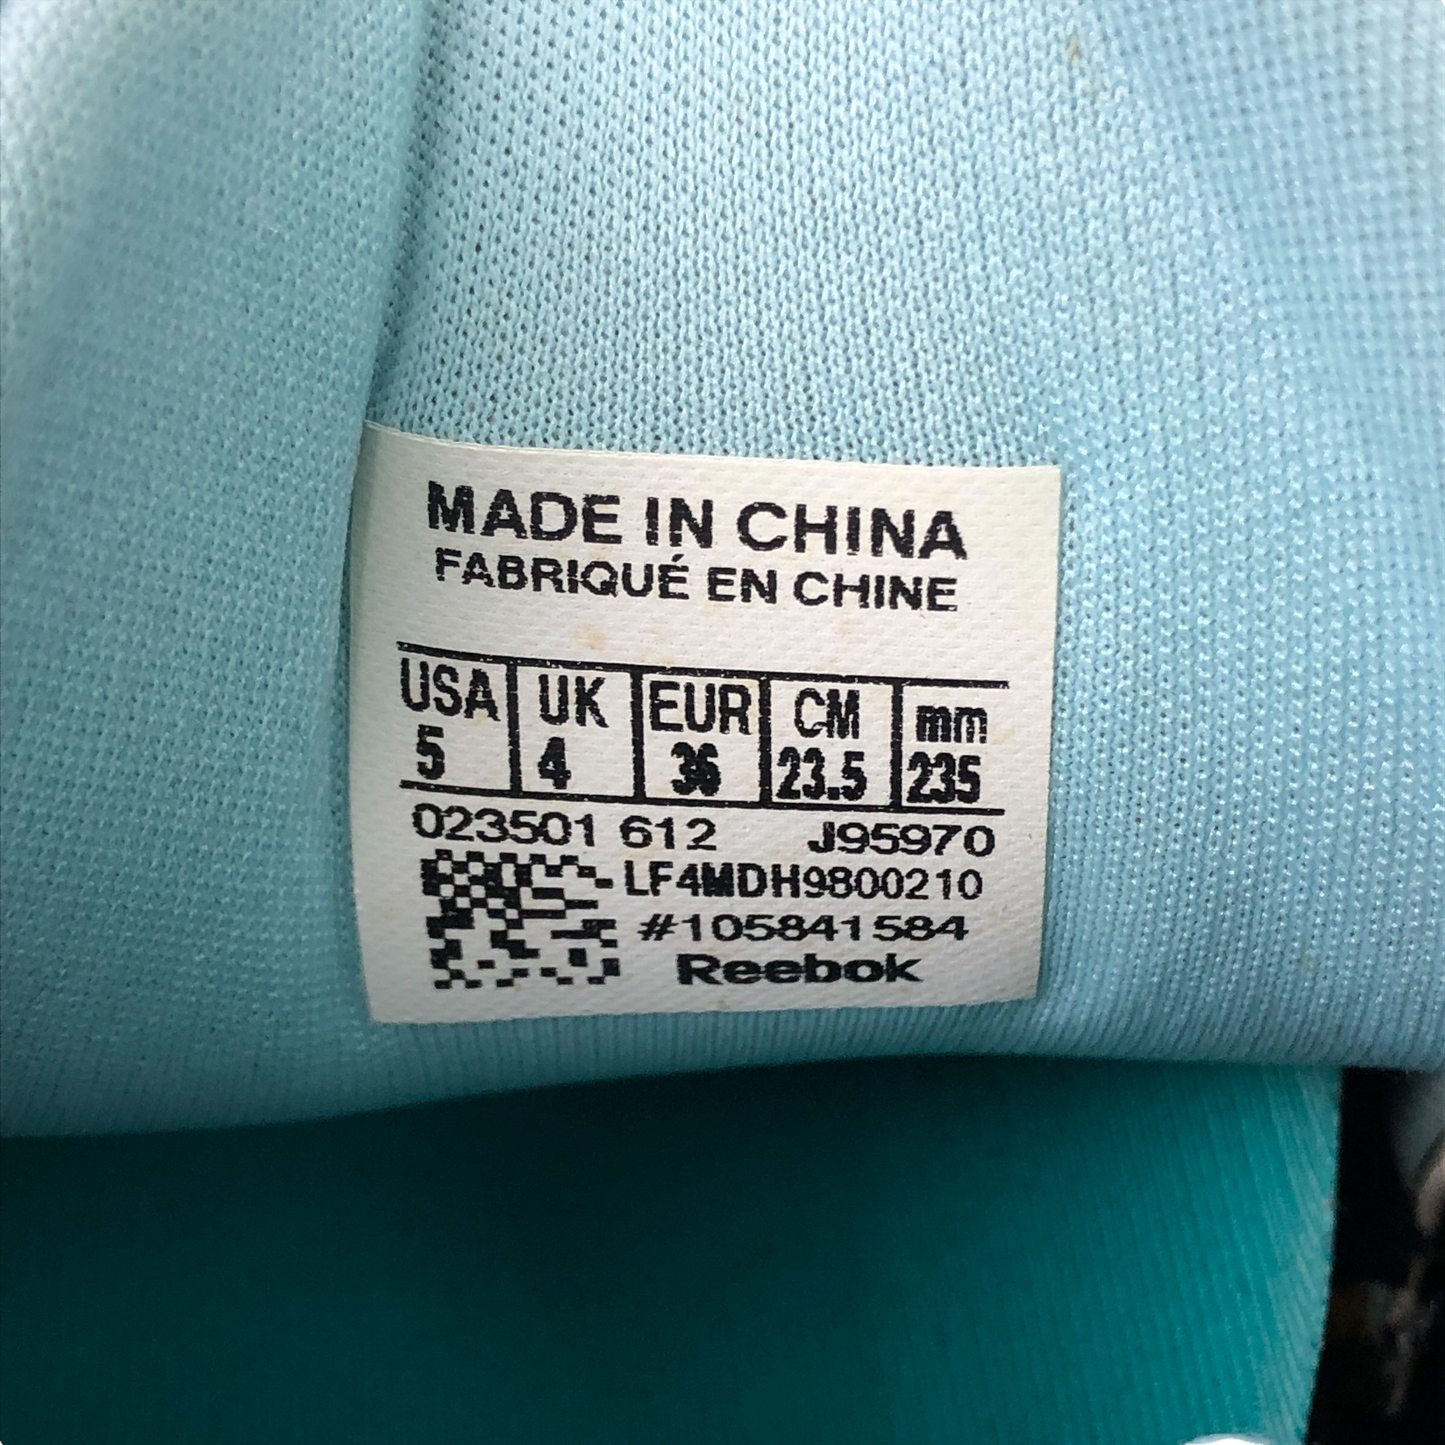 MADE IN CHINA
FABRIQUÉ EN CHINE
USA UK EUR CM mm
5 4 36 23.5 235
023501 612 J95970
LF4MDH9800210
#105841584
Reebok